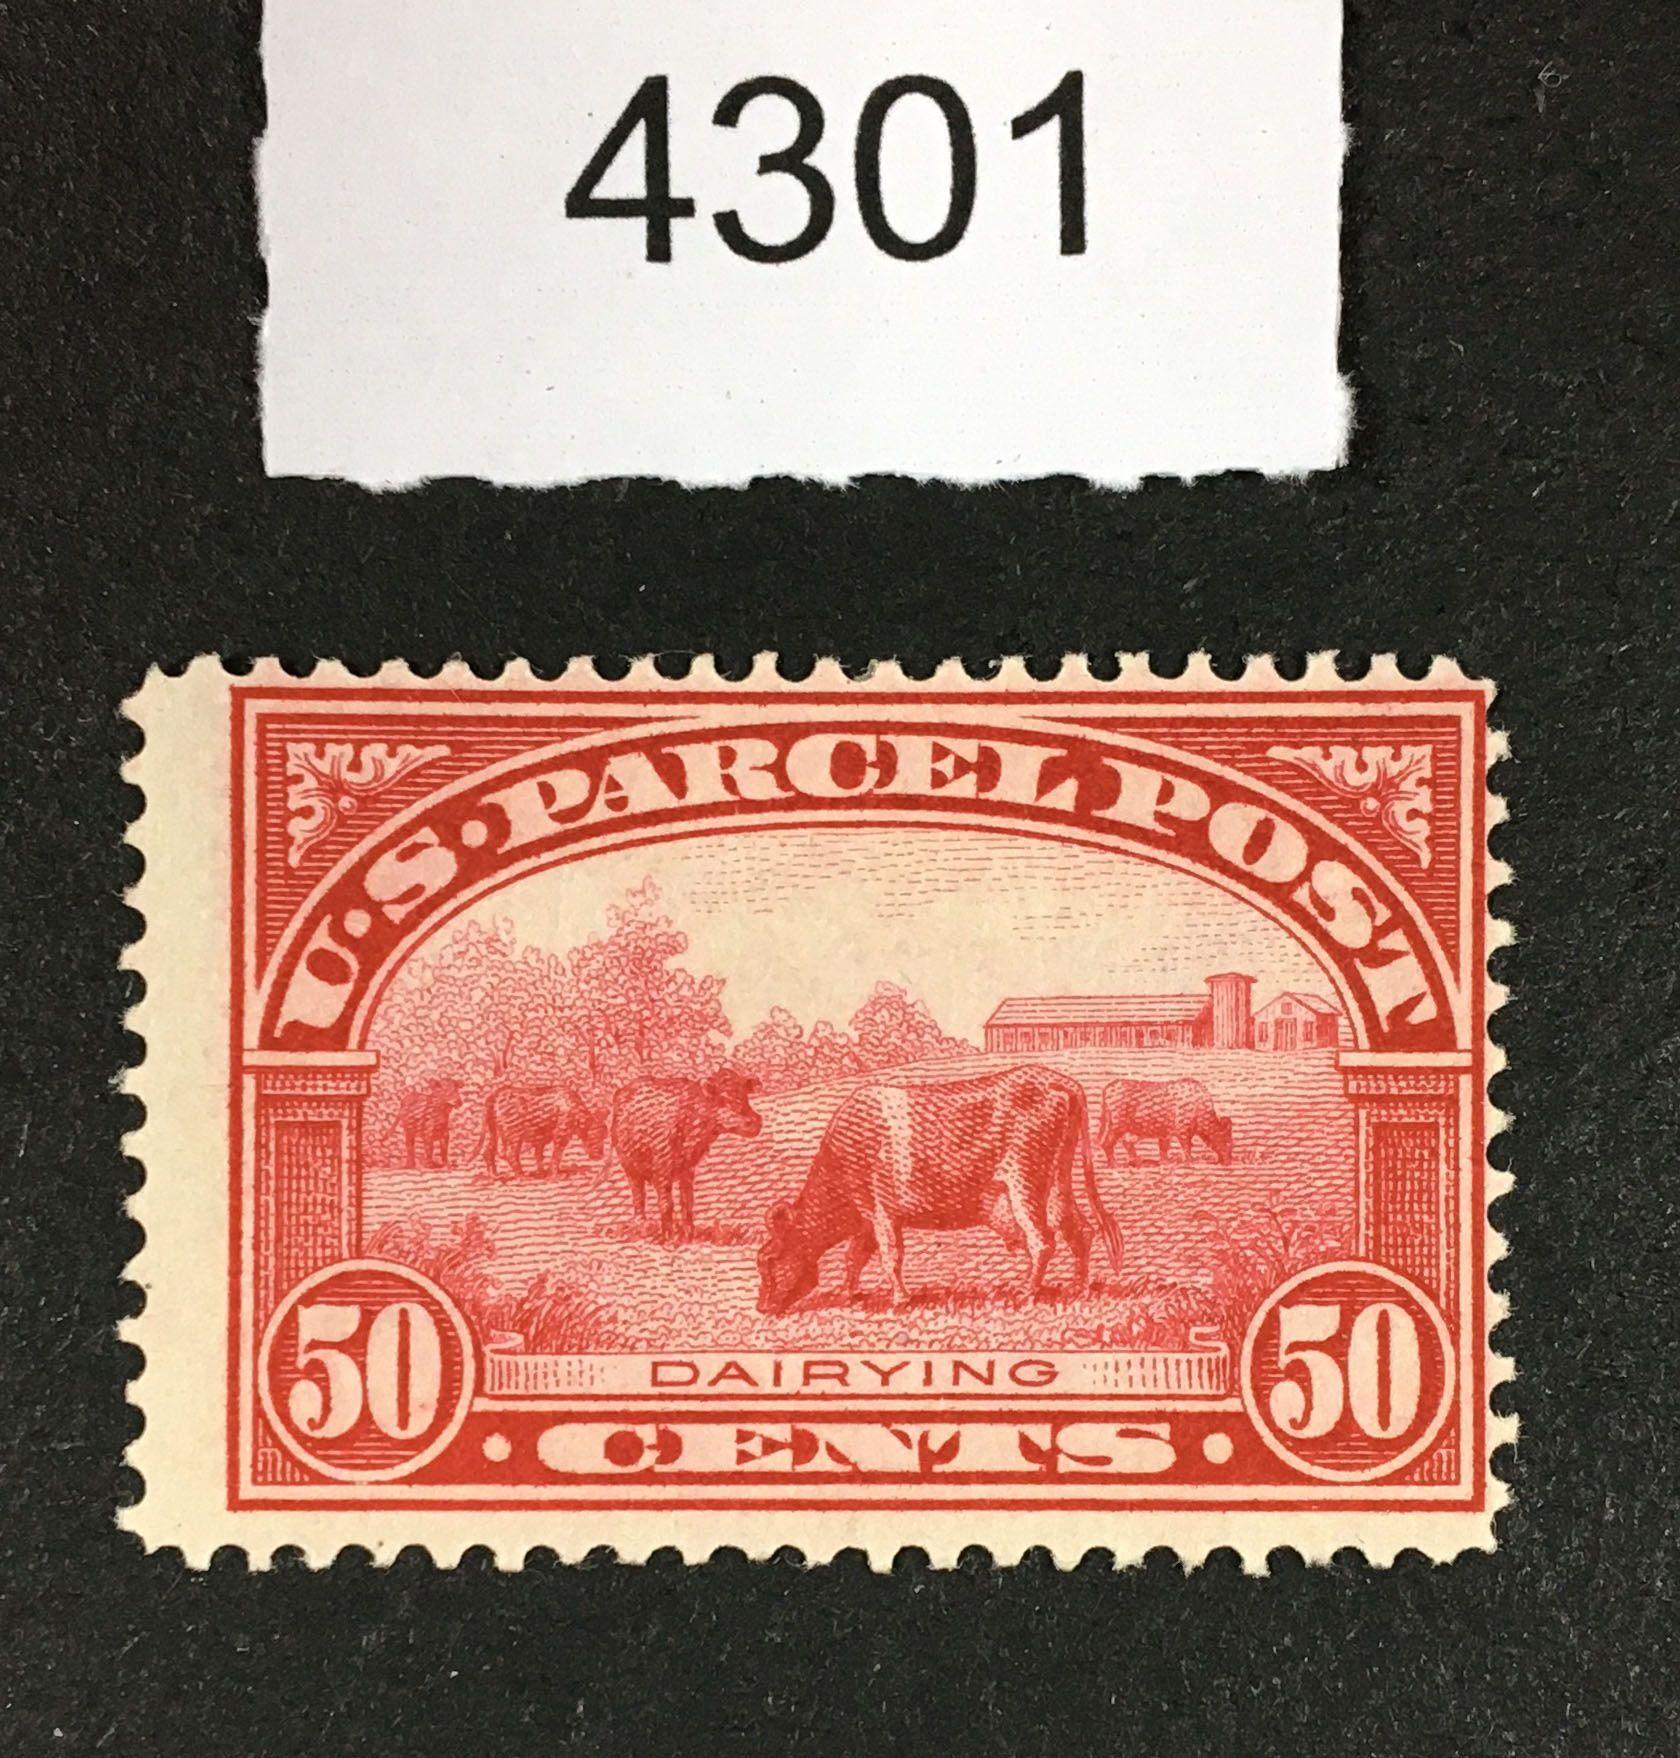 4301
U.S. PARCEL POST
DAIRYING
50 · CENTS · 50